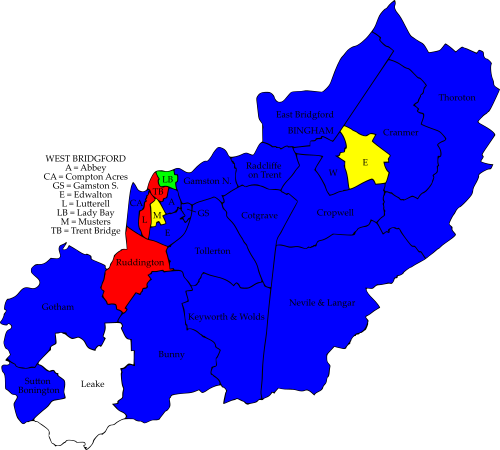 Thoroton
East Bridgford
Cranmer
BINGHAM
WEST BRIDGFORD
A = Abbey
CA = Compton Acres
GS = Gamston S.
E = Edwalton
L = Lutterell
LB = Lady Bay
M = Musters
TB = Trent Bridge
Radcliffe
on Trent
E
W
LB
Gamston N.
TB
CA
A
L
M
GS
Cotgrave
Cropwell
E
Tollerton
Ruddington
Nevile & Langar
Gotham
Keyworth & Wolds
Bunny
Sutton
Bonington
Leake